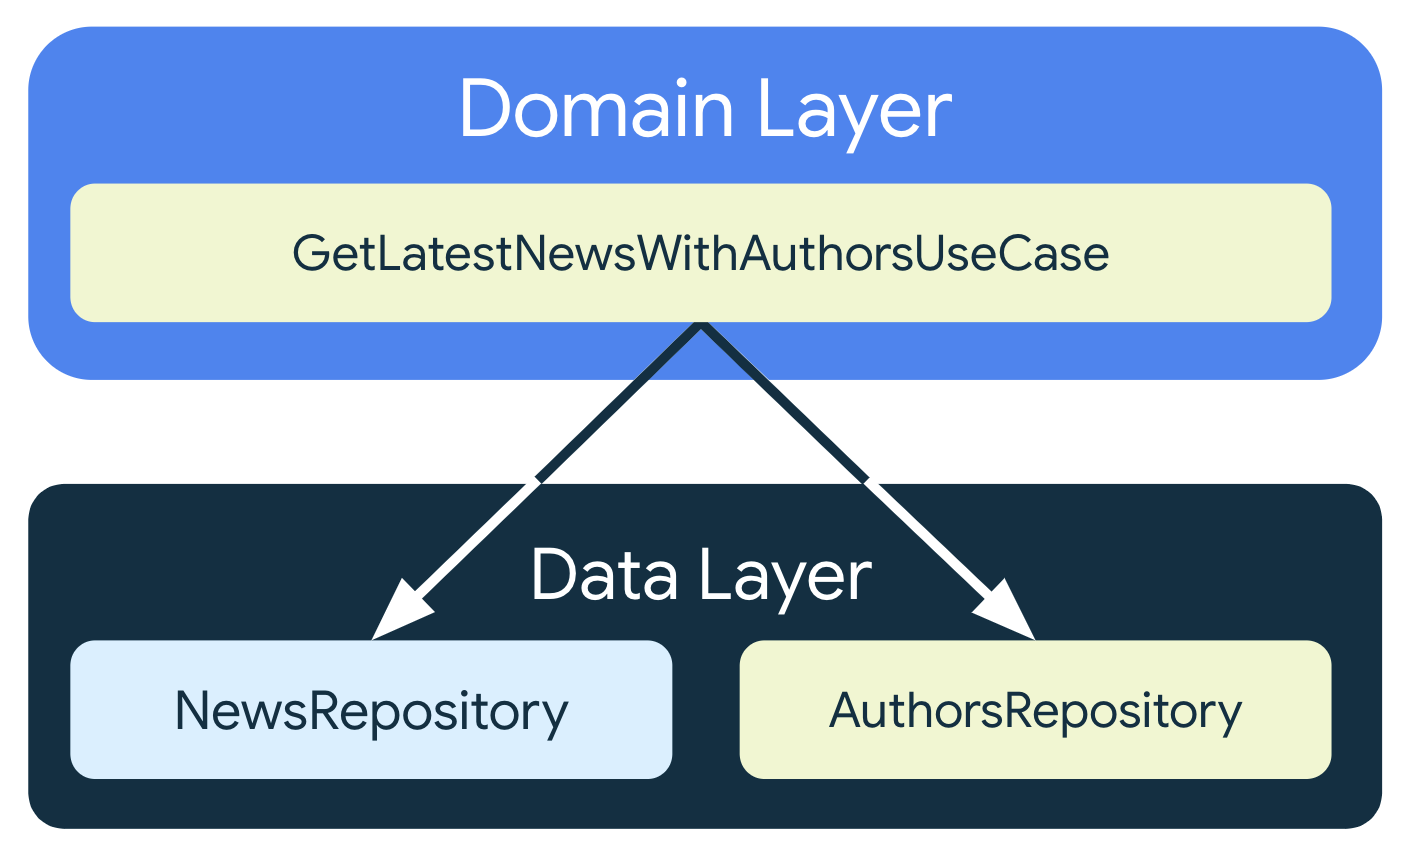 Domain Layer
GetLatestNewsWithAuthorsUseCase
Data Layer
NewsRepository
AuthorsRepository